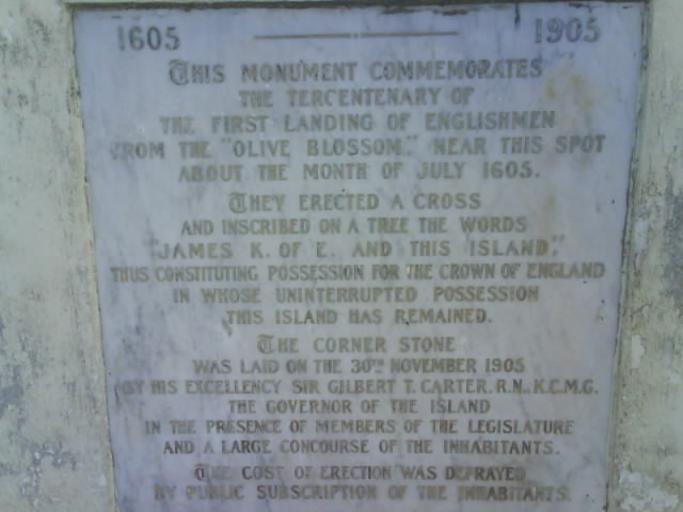 1605 1905
THIS MONUMENT COMMEMORATES
THE TERCENTENARY OF
THE FIRST LANDING OF ENGLISHMEN
FROM THE "OLIVE BLOSSOM," NEAR THIS SPOT
ABOUT THE MONTH OF JULY 1605.
THEY ERECTED A CROSS
AND INSCRIBED ON A TREE THE WORDS
"JAMES K. OF E. AND THIS ISLAND,"
THUS CONSTITUTING POSSESSION FOR THE CROWN OF ENGLAND
IN WHOSE UNINTERRUPTED POSSESSION
THIS ISLAND HAS REMAINED.
THE CORNER STONE
WAS LAID ON THE 30TH NOVEMBER 1905
BY HIS EXCELLENCY SIR GILBERT T. CARTER, R.N., K.C.M.G.
THE GOVERNOR OF THE ISLAND
IN THE PRESENCE OF MEMBERS OF THE LEGISLATURE
AND A LARGE CONCOURSE OF THE INHABITANTS.
THE COST OF ERECTION WAS DEFRAYED
BY PUBLIC SUBSCRIPTION OF THE INHABITANTS.